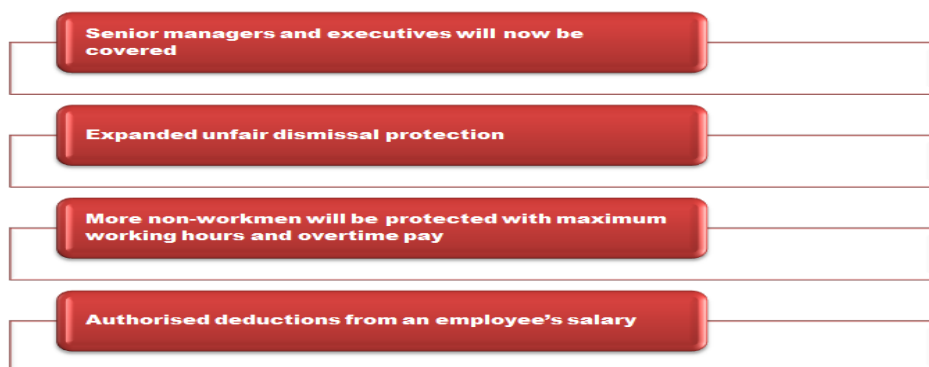 Senior managers and executives will now be
covered
Expanded unfair dismissal protection
More non-workmen will be protected with maximum
working hours and overtime pay
Authorised deductions from an employee’s salary